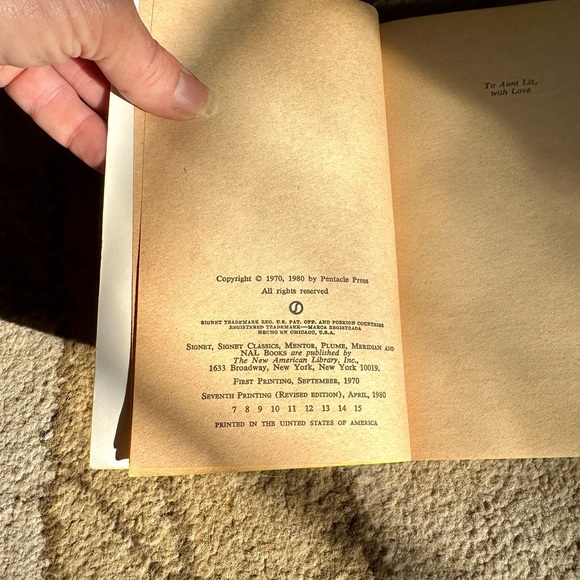 Copyright © 1970, 1980 by Pentacle Press
All rights reserved
SIGNET TRADEMARK REG. U.S. PAT. OFF. AND FOREIGN COUNTRIES
REGISTERED TRADEMARK—MARCA REGISTRADA
HECHO EN CHICAGO, U.S.A.
SIGNET, SIGNET CLASSICS, MENTOR, PLUME, MERIDIAN AND
NAL BOOKS are published by
The New American Library, Inc.,
1633 Broadway, New York, New York 10019.
FIRST PRINTING, SEPTEMBER, 1970
SEVENTH PRINTING (REVISED EDITION), APRIL, 1980
7 8 9 10 11 12 13 14 15
PRINTED IN THE UINTED STATES OF AMERICA
To Aunt Liz,
with Love